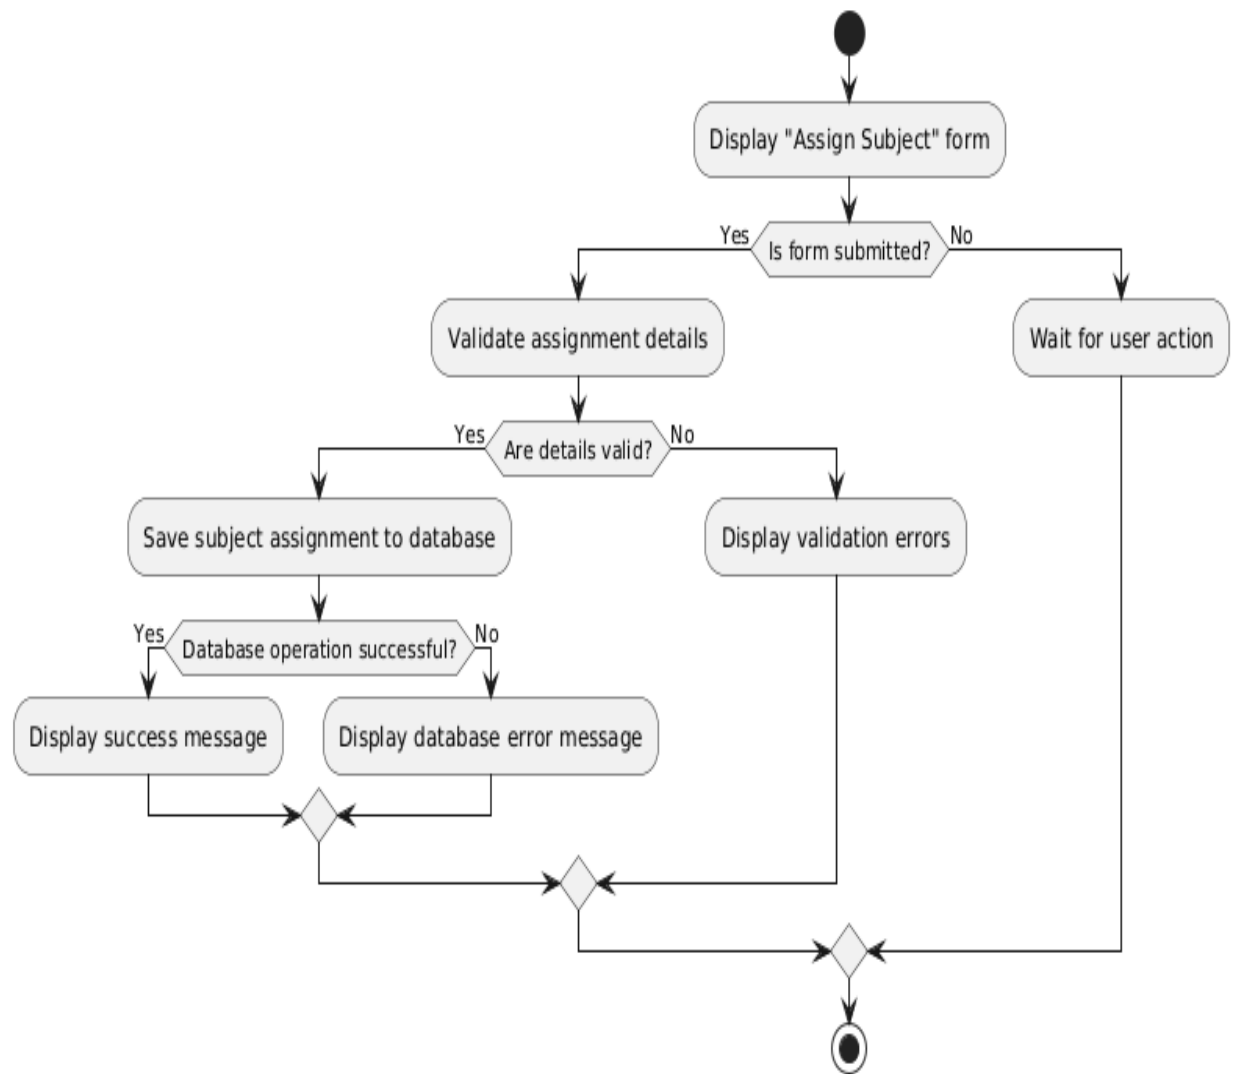 Display "Assign Subject" form
Yes
Is form submitted?
No
Validate assignment details
Wait for user action
Yes
Are details valid?
No
Save subject assignment to database
Display validation errors
Yes
Database operation successful?
No
Display success message
Display database error message